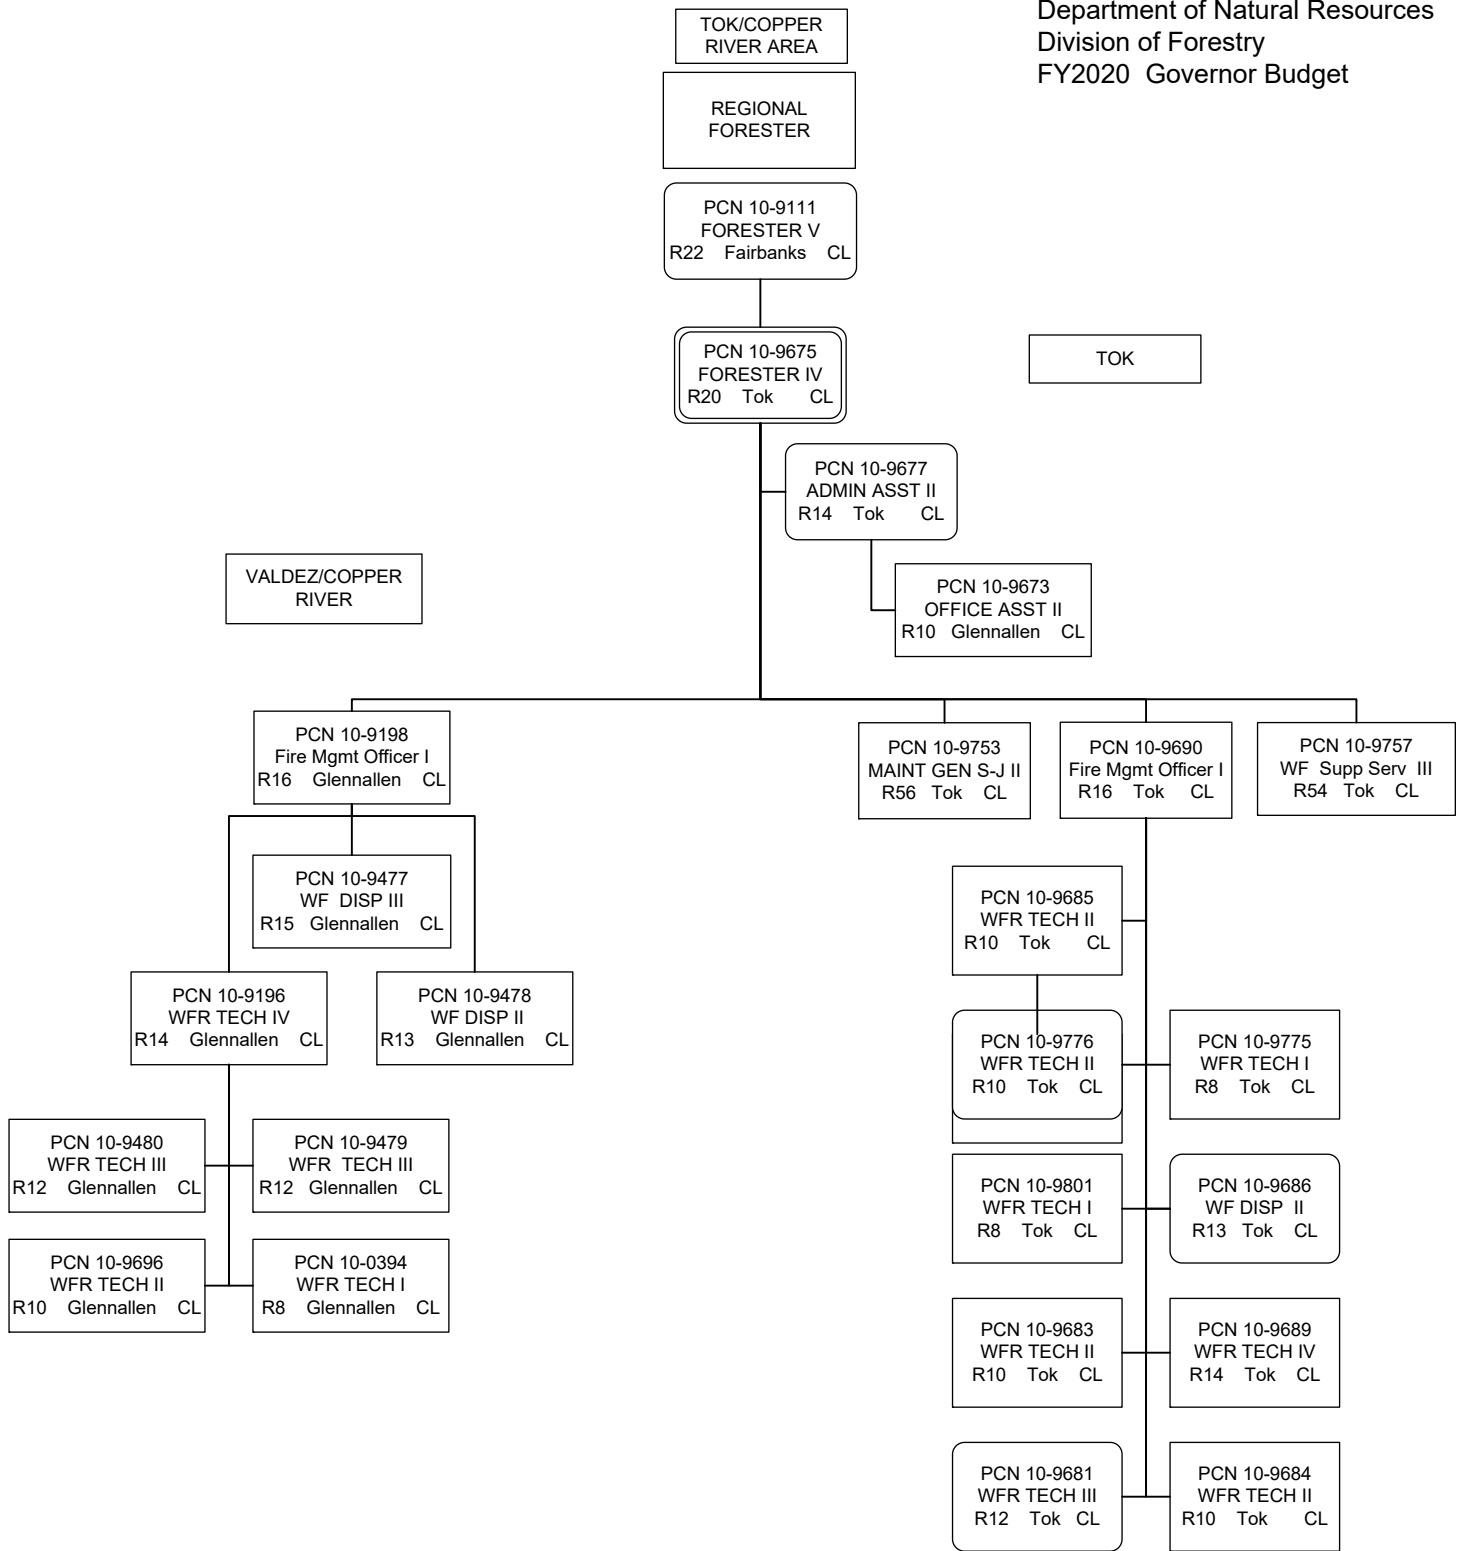 Department of Natural Resources
Division of Forestry
FY2020 Governor Budget
TOK/COPPER
RIVER AREA
REGIONAL
FORESTER
PCN 10-9111
FORESTER V
R22 Fairbanks CL
PCN 10-9675
FORESTER IV
R20 Tok CL
TOK
PCN 10-9677
ADMIN ASST II
R14 Tok CL
VALDEZ/COPPER
RIVER
PCN 10-9673
OFFICE ASST II
R10 Glennallen CL
PCN 10-9198
Fire Mgmt Officer I
R16 Glennallen CL
PCN 10-9753
MAINT GEN S-J II
R56 Tok CL
PCN 10-9690
Fire Mgmt Officer I
R16 Tok CL
PCN 10-9757
WF Supp Serv III
R54 Tok CL
PCN 10-9477
WF DISP III
R15 Glennallen CL
PCN 10-9196
WFR TECH IV
R14 Glennallen CL
PCN 10-9478
WF DISP II
R13 Glennallen CL
PCN 10-9480
WFR TECH III
R12 Glennallen CL
PCN 10-9479
WFR TECH III
R12 Glennallen CL
PCN 10-9696
WFR TECH II
R10 Glennallen CL
PCN 10-0394
WFR TECH I
R8 Glennallen CL
PCN 10-9685
WFR TECH II
R10 Tok CL
PCN 10-9776
WFR TECH II
R10 Tok CL
PCN 10-9775
WFR TECH I
R8 Tok CL
PCN 10-9801
WFR TECH I
R8 Tok CL
PCN 10-9686
WF DISP II
R13 Tok CL
PCN 10-9683
WFR TECH II
R10 Tok CL
PCN 10-9689
WFR TECH IV
R14 Tok CL
PCN 10-9681
WFR TECH III
R12 Tok CL
PCN 10-9684
WFR TECH II
R10 Tok CL